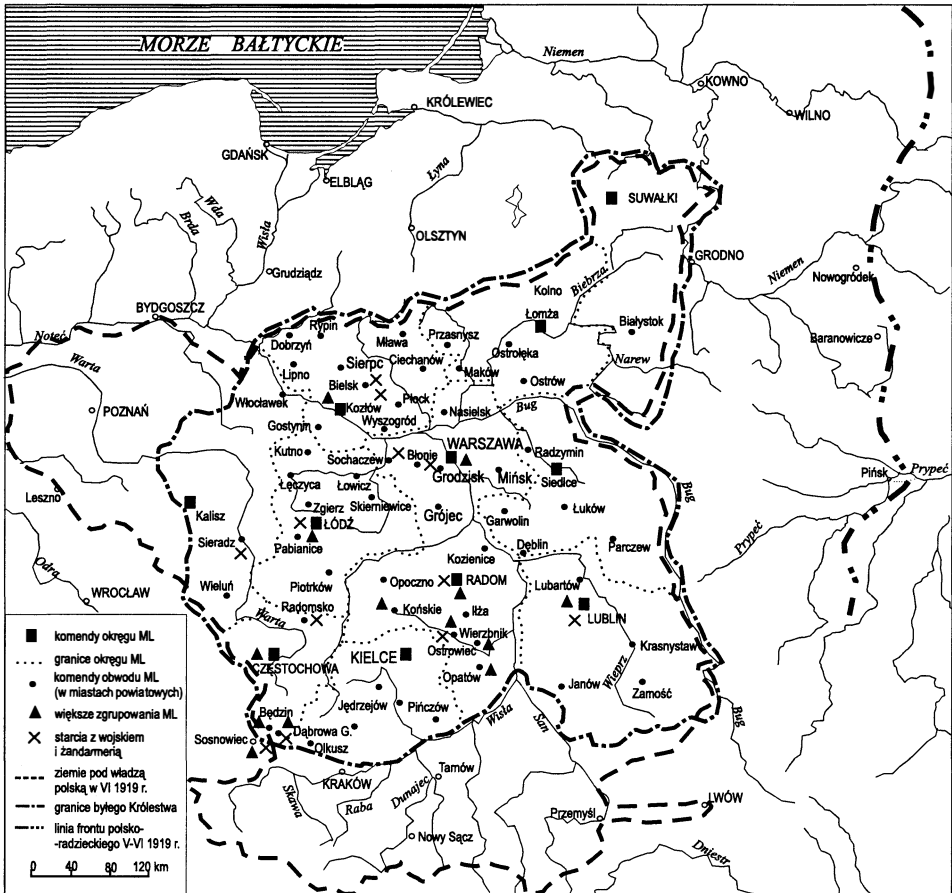 MORZE BAŁTYCKIE
Niemen
KOWNO
WILNO
KRÓLEWIEC
GDAŃSK
ELBLĄG
Łyna
Wda
Brda
Wisła
OLSZTYN
SUWAŁKI
GRODNO
Niemen
Nowogródek
Grudziądz
Kolno
Biebrza
BYDGOSZCZ
Łomża
Białystok
Baranowicze
Noteć
Rypin
Dobrzyń
Mława
Przasnysz
Ostrołęka
Narew
Warta
Lipno
Sierpc
Ciechanów
Maków
Ostrów
Bielsk
Płock
Włocławek
Kozłów
Nasielsk
Bug
POZNAŃ
Gostynin
Wyszogród
WARSZAWA
Radzymin
Kutno
Sochaczew
Błonie
Grodzisk
Mińsk
Siedlce
Pińsk
Prypeć
Bug
Łęczyca
Łowicz
Leszno
Zgierz
Skierniewice
Grójec
Garwolin
Łuków
Kalisz
ŁÓDŹ
Prypeć
Sieradz
Pabianice
Dęblin
Parczew
Odra
Kozienice
WROCŁAW
Wieluń
Piotrków
Opoczno
RADOM
Lubartów
Radomsko
Końskie
Iłża
LUBLIN
Warta
Wierzbnik
Krasnystaw
Ostrowiec
CZĘSTOCHOWA
KIELCE
Opatów
Wieprz
Janów
Zamość
Jędrzejów
Pińczów
Bug
Będzin
Wisła
San
Dąbrowa G.
Sosnowiec
Olkusz
KRAKÓW
Tarnów
Skawa
Raba
Dunajec
Przemyśl
LWÓW
Nowy Sącz
Dniestr
komendy okręgu ML
granice okręgu ML
komendy obwodu ML
(w miastach powiatowych)
większe zgrupowania ML
starcia z wojskiem
i żandarmerią
ziemie pod władzą
polską w VI 1919 r.
granice byłego Królestwa
linia frontu polsko-
-radzieckiego V-VI 1919 r.
0 40 80 120 km